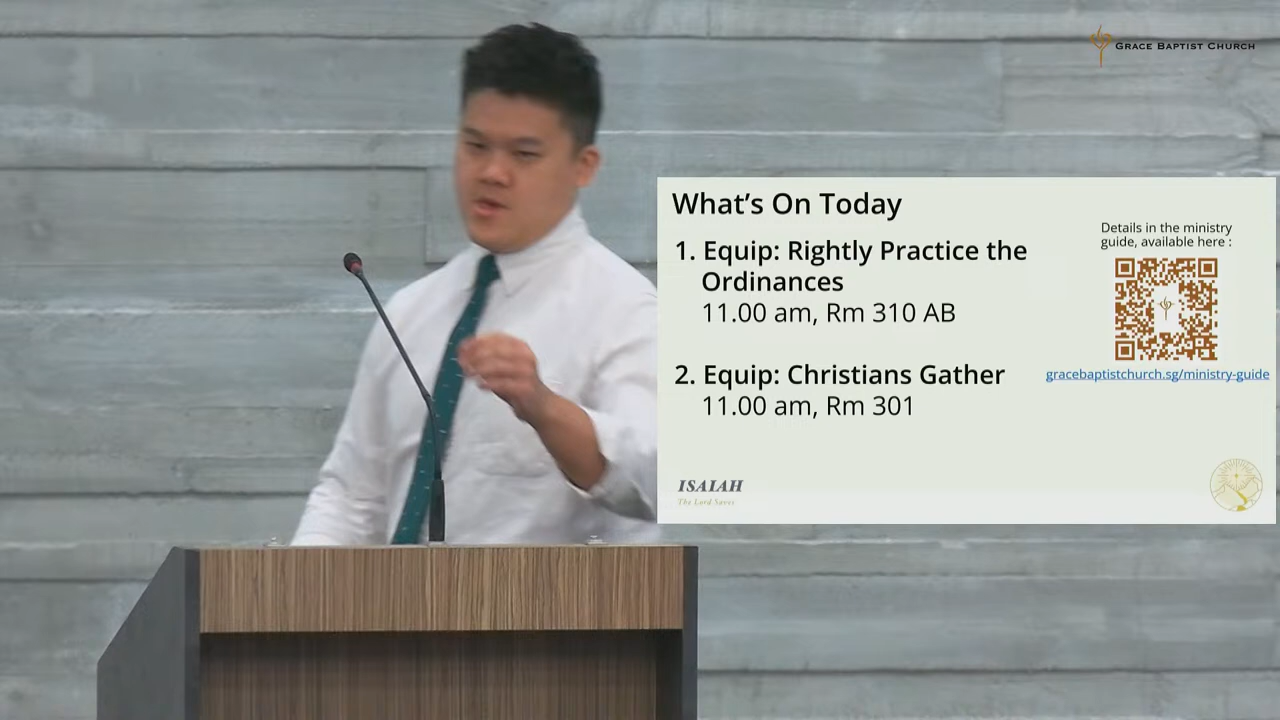 GRACE BAPTIST CHURCH
What's On Today
1. Equip: Rightly Practice the
Ordinances
11.00 am, Rm 310 AB
2. Equip: Christians Gather
11.00 am, Rm 301
Details in the ministry
guide, available here :
gracebaptistchurch.sg/ministry-guide
ISAIAH
The Lord Saves